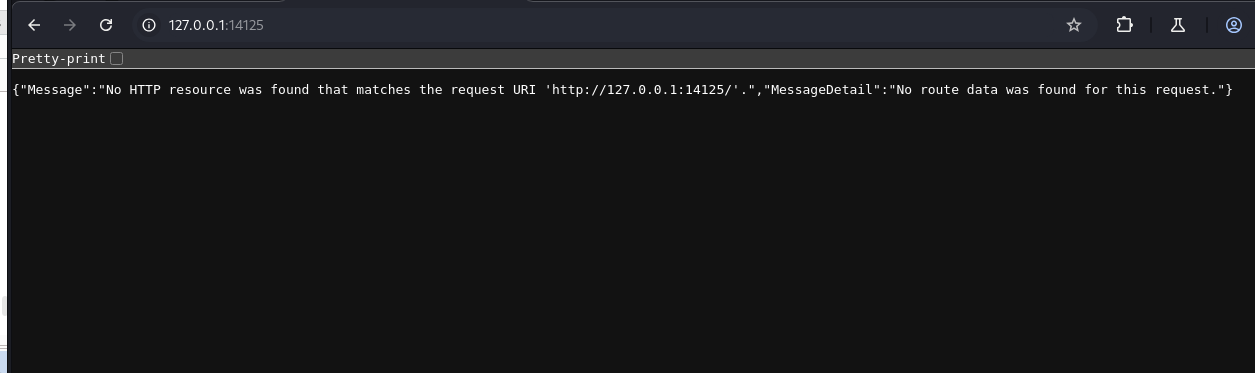 127.0.0.1:14125
Pretty-print
{"Message":"No HTTP resource was found that matches the request URI 'http://127.0.0.1:14125/'.","MessageDetail":"No route data was found for this request."}